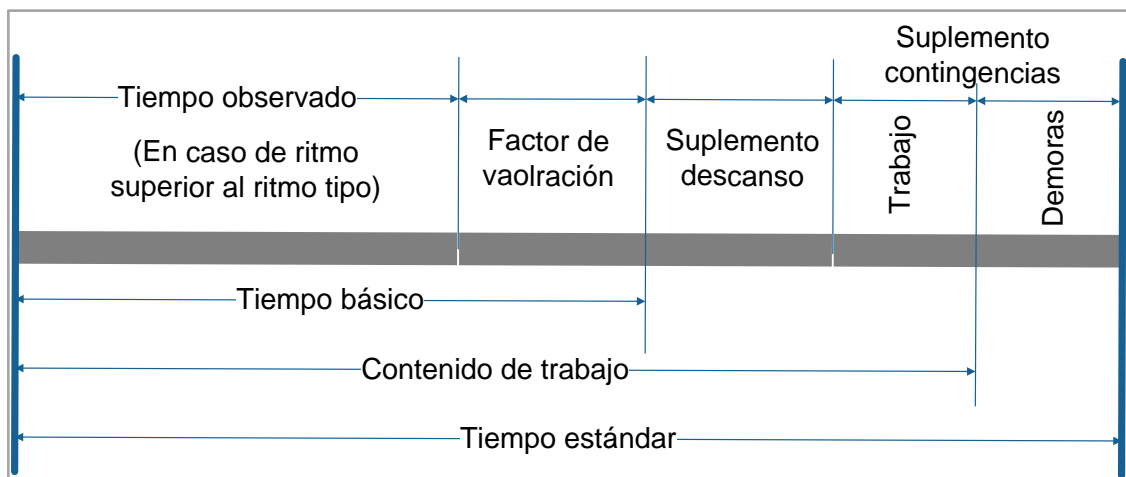 Suplemento
contingencias
Tiempo observado
(En caso de ritmo
superior al ritmo tipo)
Factor de
vaolración
Suplemento
descanso
Trabajo
Demoras
Tiempo básico
Contenido de trabajo
Tiempo estándar